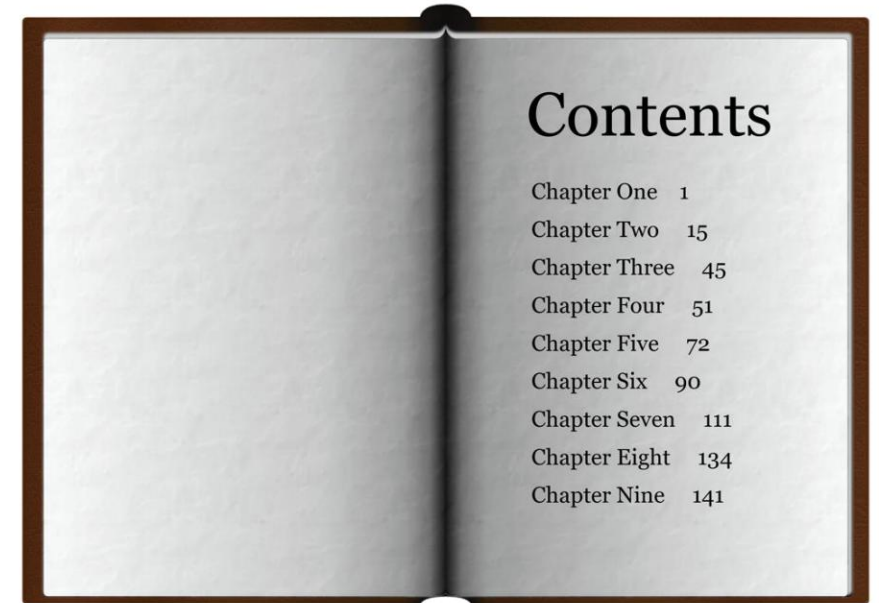 Contents
Chapter One 1
Chapter Two 15
Chapter Three 45
Chapter Four 51
Chapter Five 72
Chapter Six 90
Chapter Seven 111
Chapter Eight 134
Chapter Nine 141